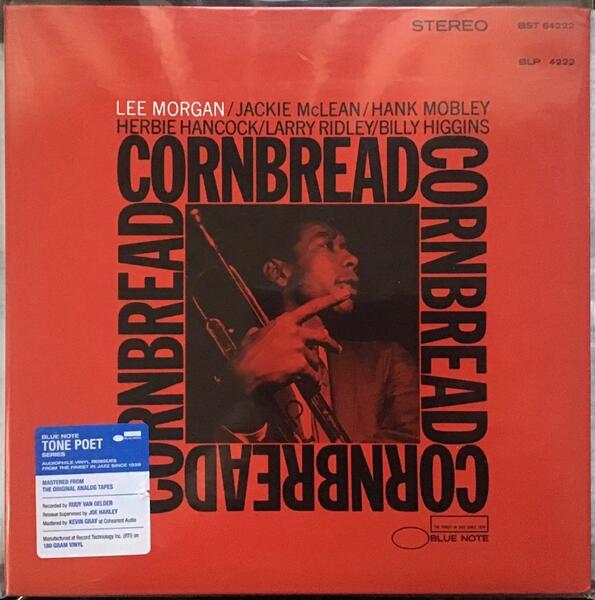 STEREO
BST 84222
BLP 4222
LEE MORGAN/JACKIE McLEAN/HANK MOBLEY
HERBIE HANCOCK/LARRY RIDLEY/BILLY HIGGINS
CORNBREAD
CORNBREAD
CORNBREAD
CORNBREAD
BLUE NOTE
TONE POET
SERIES
AUDIOPHILE VINYL REISSUES
FROM THE FINEST IN JAZZ SINCE 1939
MASTERED FROM
THE ORIGINAL ANALOG TAPES
Recorded by RUDY VAN GELDER
Reissue Supervised by JOE HARLEY
Mastered by KEVIN GRAY at Cohearent Audio
Manufactured at Record Technology Inc. (RTI) on
180 GRAM VINYL
THE FINEST IN JAZZ SINCE 1939
BLUE NOTE